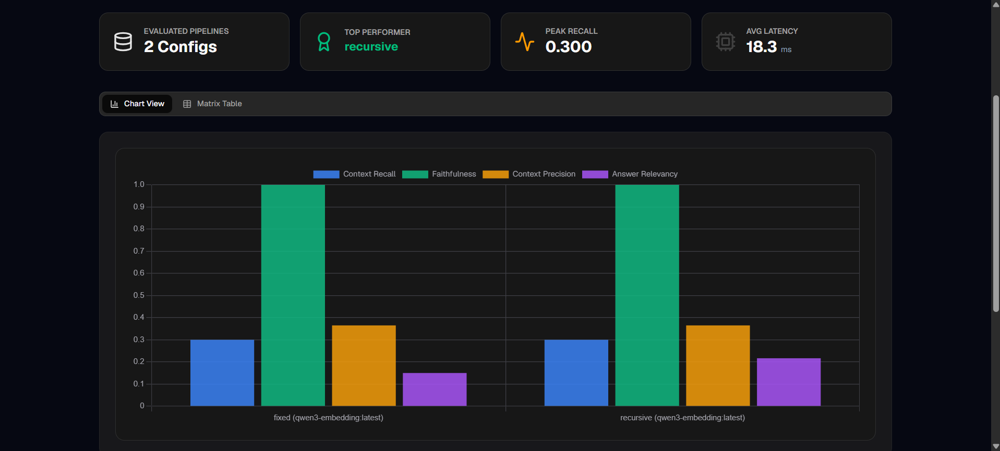 EVALUATED PIPELINES
2 Configs
TOP PERFORMER
recursive
PEAK RECALL
0.300
AVG LATENCY
18.3 ms
Chart View
Matrix Table
Context Recall
Faithfulness
Context Precision
Answer Relevancy
1.0
0.9
0.8
0.7
0.6
0.5
0.4
0.3
0.2
0.1
0
fixed (qwen3-embedding:latest)
recursive (qwen3-embedding:latest)